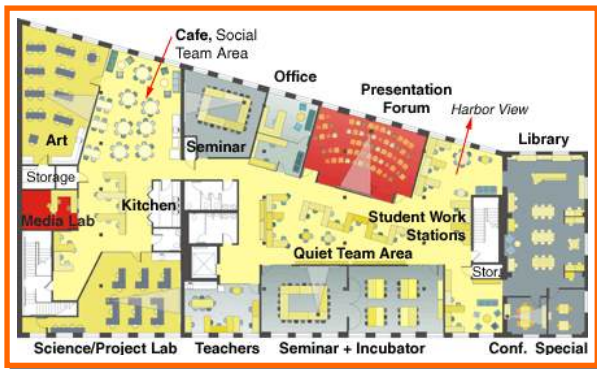 Cafe, Social
Team Area
Office
Presentation
Forum
Harbor View
Library
Art
Seminar
Storage
Media Lab
Kitchen
Student Work
Stations
Quiet Team Area
Stor.
Science/Project Lab
Teachers
Seminar + Incubator
Conf. Special